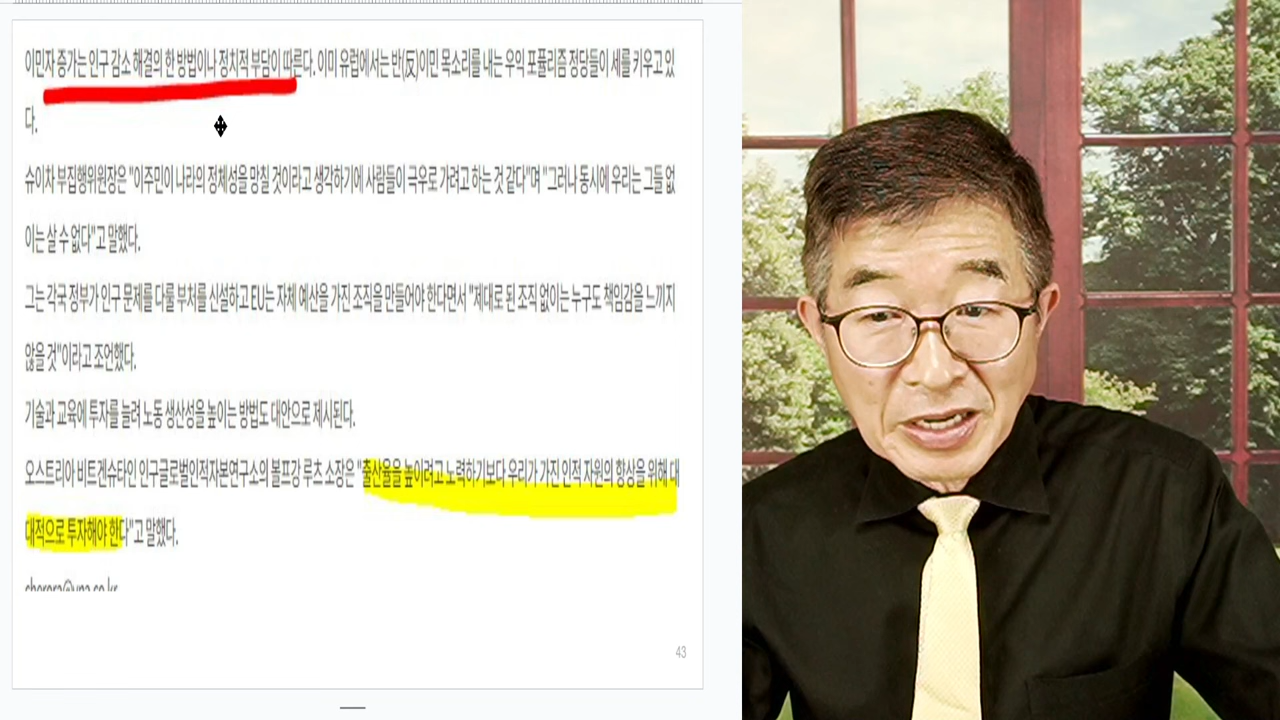 이민자 증가는 인구 감소 해결의 한 방법이나 정치적 부담이 따른다. 이미 유럽에서는 반(反)이민 목소리를 내는 우익 포퓰리즘 정당들이 세를 키우고 있
다.
슈이차 부집행위원장은 "이주민이 나라의 정체성을 망칠 것이라고 생각하기에 사람들이 극우로 가려고 하는 것 같다"며 "그러나 동시에 우리는 그들 없
이는 살 수 없다"고 말했다.
그는 각국 정부가 인구 문제를 다룰 부처를 신설하고 EU는 자체 예산을 가진 조직을 만들어야 한다면서 "제대로 된 조직 없이는 누구도 책임감을 느끼지
않을 것"이라고 조언했다.
기술과 교육에 투자를 늘려 노동 생산성을 높이는 방법도 대안으로 제시된다.
오스트리아 비트겐슈타인 인구글로벌인적자본연구소의 볼프강 루츠 소장은 "출산율을 높이려고 노력하기보다 우리가 가진 인적 자원의 향상을 위해 대
대적으로 투자해야 한다"고 말했다.
43